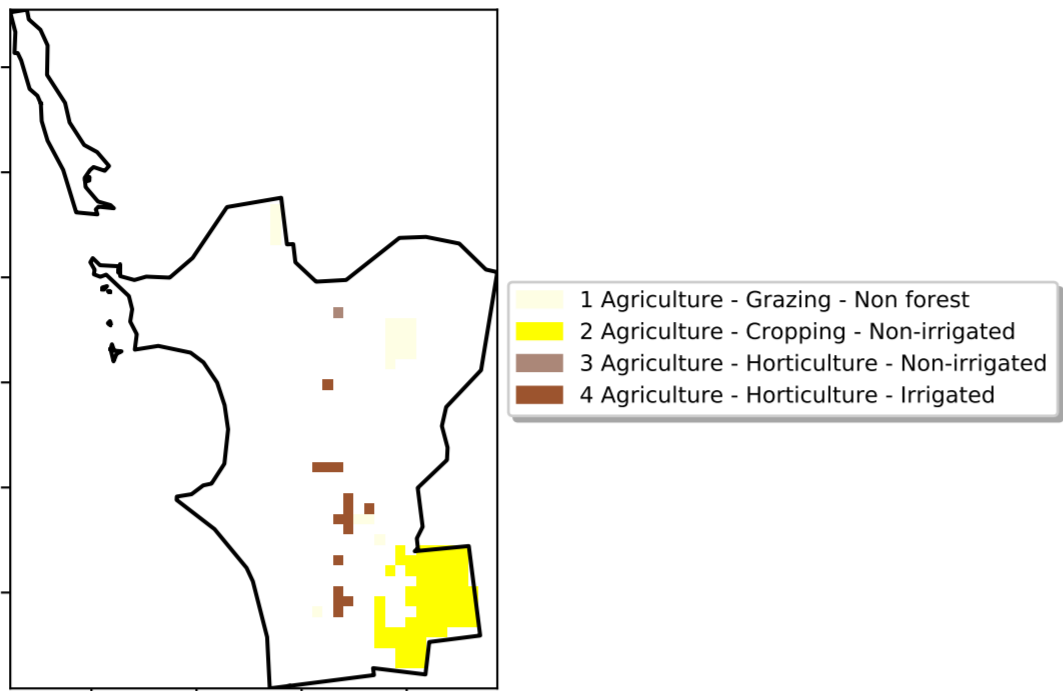 1 Agriculture - Grazing - Non forest
2 Agriculture - Cropping - Non-irrigated
3 Agriculture - Horticulture - Non-irrigated
4 Agriculture - Horticulture - Irrigated